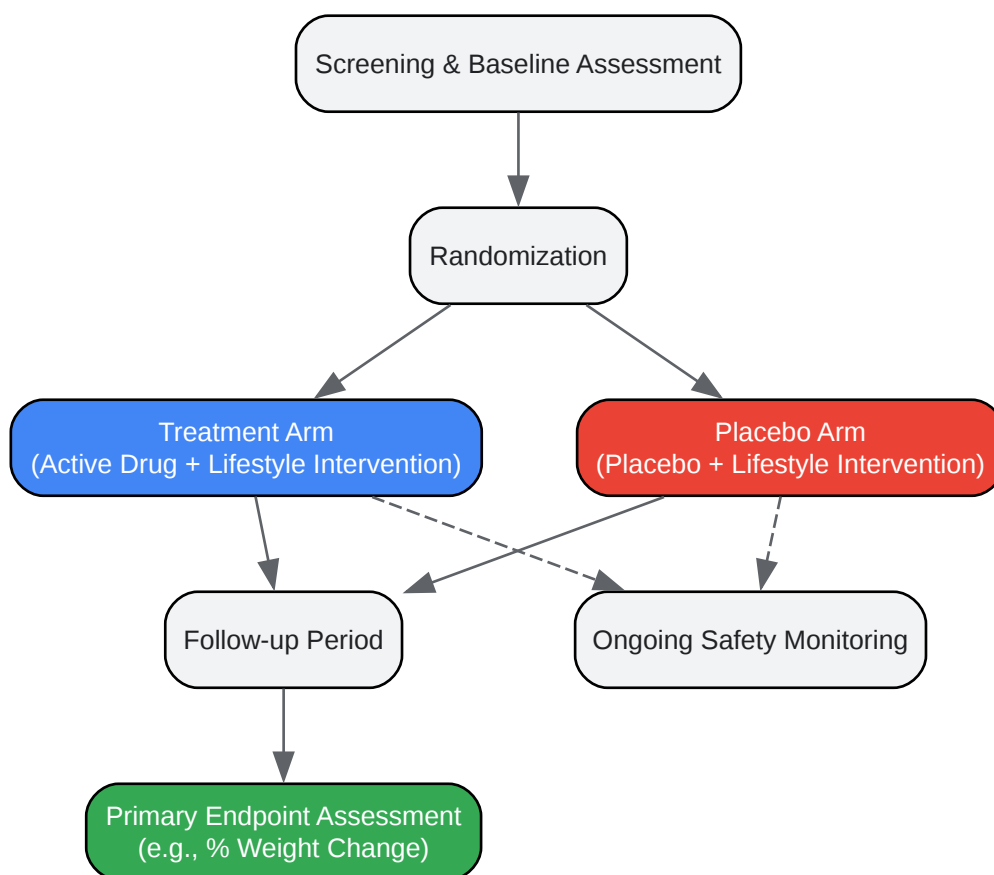 Screening & Baseline Assessment
Randomization
Treatment Arm
(Active Drug + Lifestyle Intervention)
Placebo Arm
(Placebo + Lifestyle Intervention)
Follow-up Period
Ongoing Safety Monitoring
Primary Endpoint Assessment
(e.g., % Weight Change)